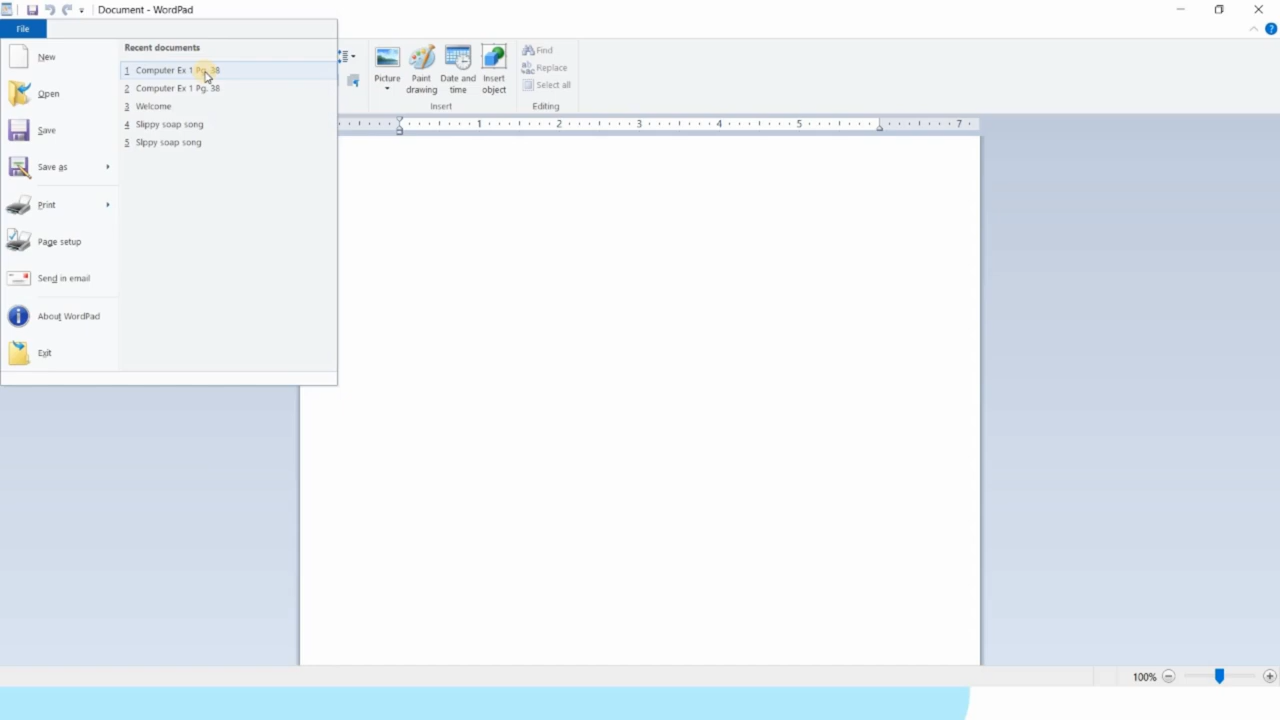 Document - WordPad
File
New
Open
Save
Save as
Print
Page setup
Send in email
About WordPad
Exit
Recent documents
1 Computer Ex 1 Pg. 38
2 Computer Ex 1 Pg. 38
3 Welcome
4 Slippy soap song
5 Slppy soap song
Picture
Paint drawing
Date and time
Insert object
Insert
Find
Replace
Select all
Editing
1 2 3 4 5 7
100%